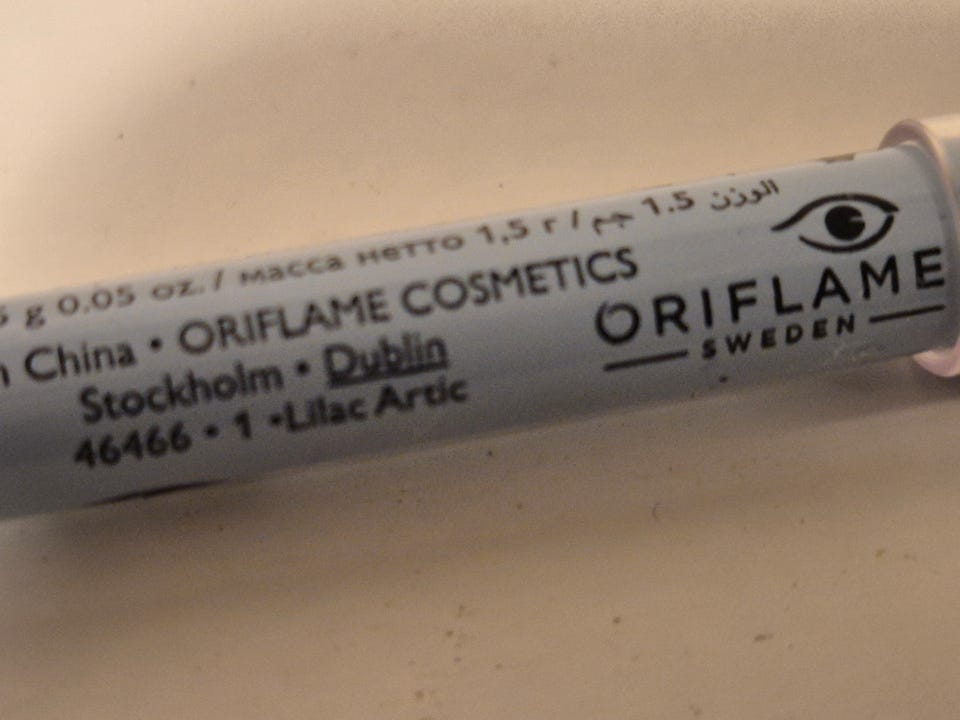 g 0.05 oz. / масса нетто 1,5 г / الوزن 1.5 جم
China • ORIFLAME COSMETICS
Stockholm • Dublin
46466 • 1 •Lilac Artic
ORIFLAME
SWEDEN